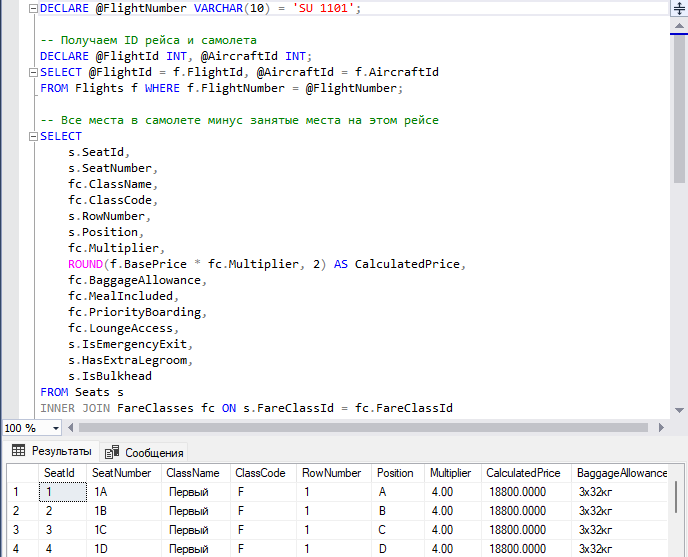 DECLARE @FlightNumber VARCHAR(10) = 'SU 1101';
-- Получаем ID рейса и самолета
DECLARE @FlightId INT, @AircraftId INT;
SELECT @FlightId = f.FlightId, @AircraftId = f.AircraftId
FROM Flights f WHERE f.FlightNumber = @FlightNumber;
-- Все места в самолете минус занятые места на этом рейсе
SELECT
s.SeatId,
s.SeatNumber,
fc.ClassName,
fc.ClassCode,
s.RowNumber,
s.Position,
fc.Multiplier,
ROUND(f.BasePrice * fc.Multiplier, 2) AS CalculatedPrice,
fc.BaggageAllowance,
fc.MealIncluded,
fc.PriorityBoarding,
fc.LoungeAccess,
s.IsEmergencyExit,
s.HasExtraLegroom,
s.IsBulkhead
FROM Seats s
INNER JOIN FareClasses fc ON s.FareClassId = fc.FareClassId
100 %
Результаты Сообщения
SeatId SeatNumber ClassName ClassCode RowNumber Position Multiplier CalculatedPrice BaggageAllowance
1 1 1A Первый F 1 A 4.00 18800.0000 3x32кг
2 2 1B Первый F 1 B 4.00 18800.0000 3x32кг
3 3 1C Первый F 1 C 4.00 18800.0000 3x32кг
4 4 1D Первый F 1 D 4.00 18800.0000 3x32кг